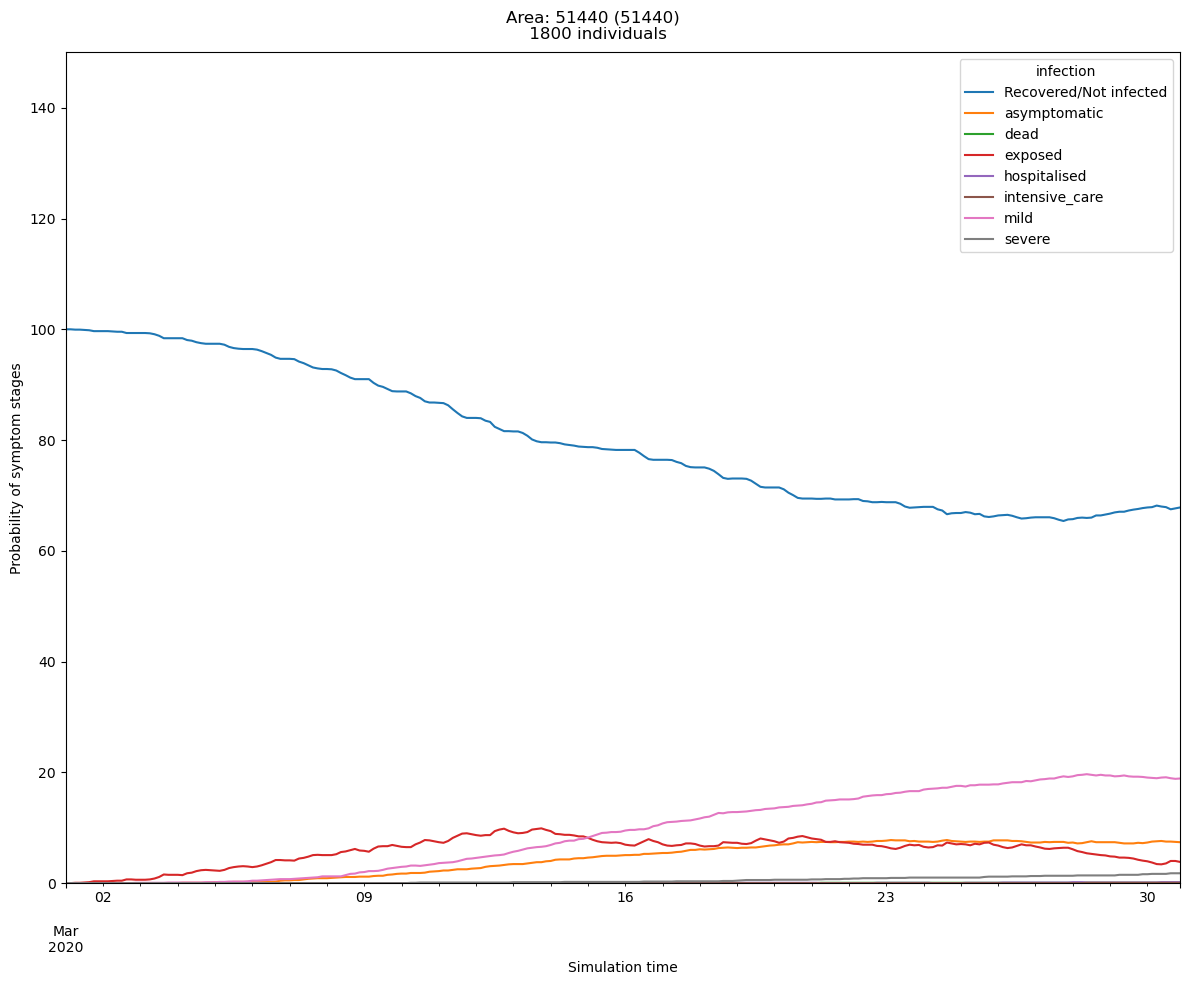 Area: 51440 (51440)
1800 individuals
infection
Recovered/Not infected
asymptomatic
dead
exposed
hospitalised
intensive_care
mild
severe
Probability of symptom stages
140
120
100
80
60
40
20
0
02
09
16
23
30
Mar
2020
Simulation time